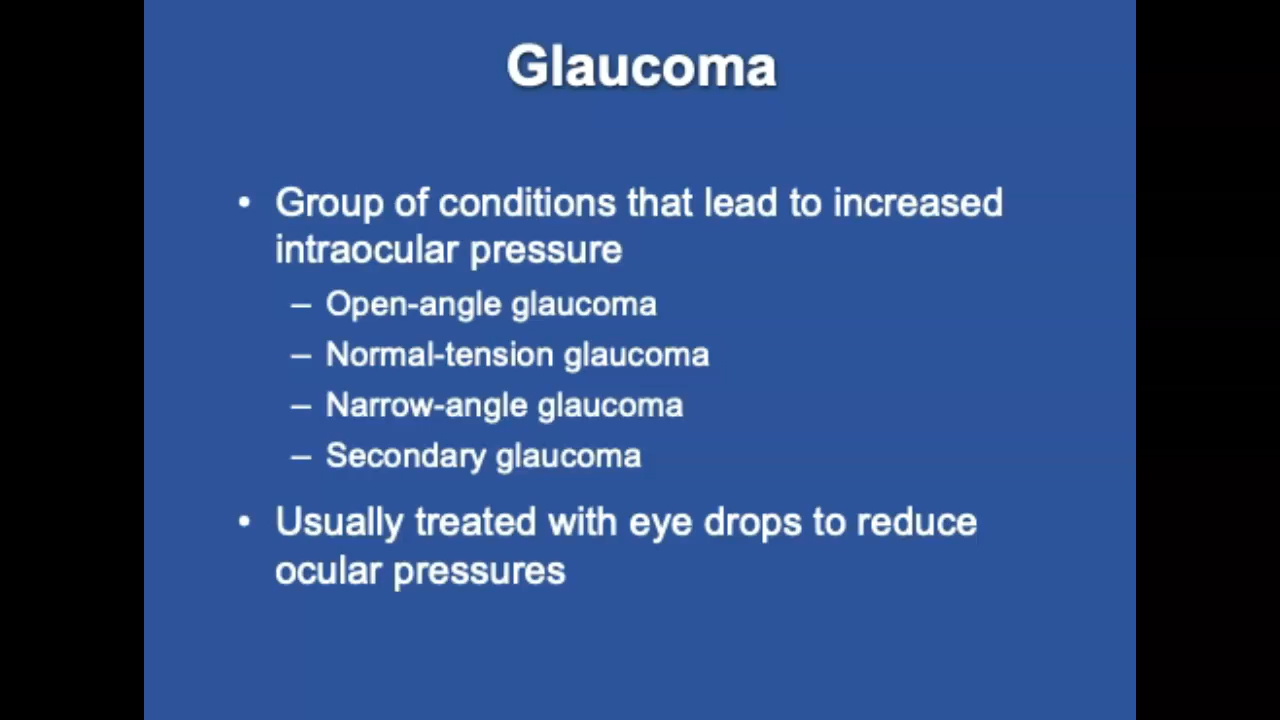 Glaucoma
• Group of conditions that lead to increased
intraocular pressure
– Open-angle glaucoma
– Normal-tension glaucoma
– Narrow-angle glaucoma
– Secondary glaucoma
• Usually treated with eye drops to reduce
ocular pressures